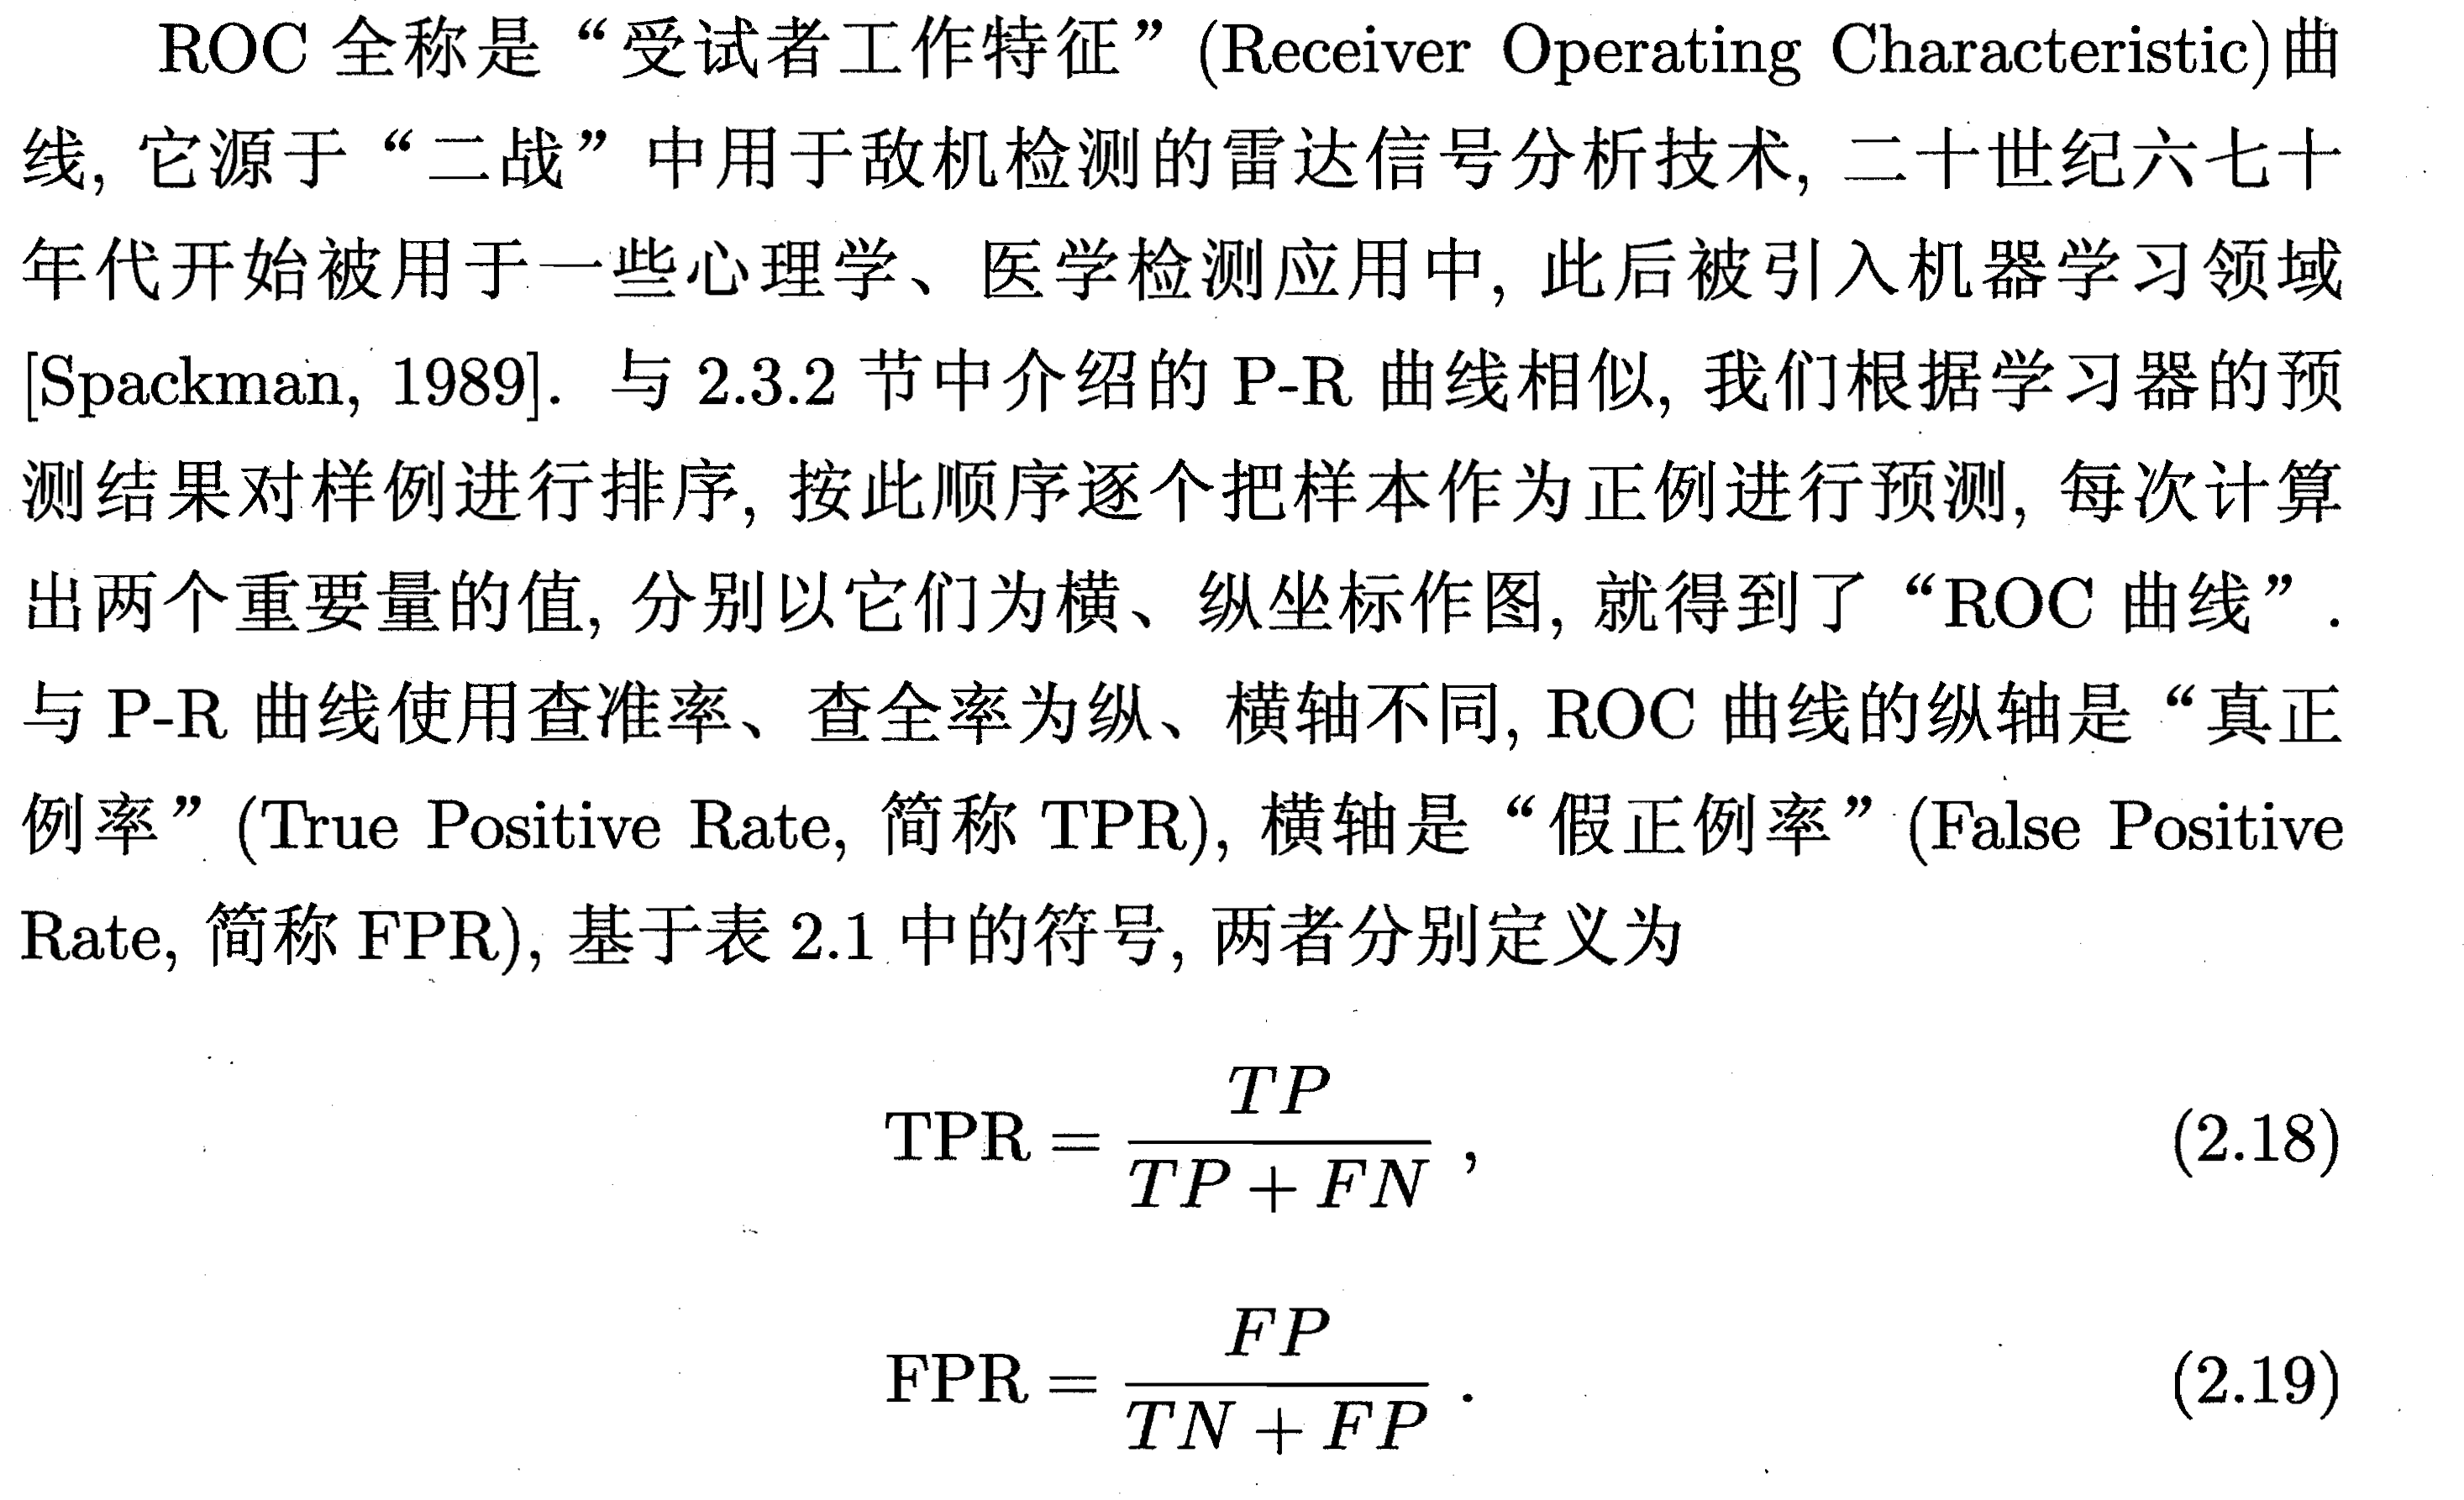 ROC 全称是“受试者工作特征”(Receiver Operating Characteristic)曲
线, 它源于“二战”中用于敌机检测的雷达信号分析技术, 二十世纪六七十
年代开始被用于一些心理学、医学检测应用中, 此后被引入机器学习领域
[Spackman, 1989]. 与 2.3.2 节中介绍的 P-R 曲线相似, 我们根据学习器的预
测结果对样例进行排序, 按此顺序逐个把样本作为正例进行预测, 每次计算
出两个重要量的值, 分别以它们为横、纵坐标作图, 就得到了“ROC 曲线”.
与 P-R 曲线使用查准率、查全率为纵、横轴不同, ROC 曲线的纵轴是“真正
例率”(True Positive Rate, 简称 TPR), 横轴是“假正例率”(False Positive
Rate, 简称 FPR), 基于表 2.1 中的符号, 两者分别定义为
TPR = TP / (TP + FN) , (2.18)
FPR = FP / (TN + FP) . (2.19)